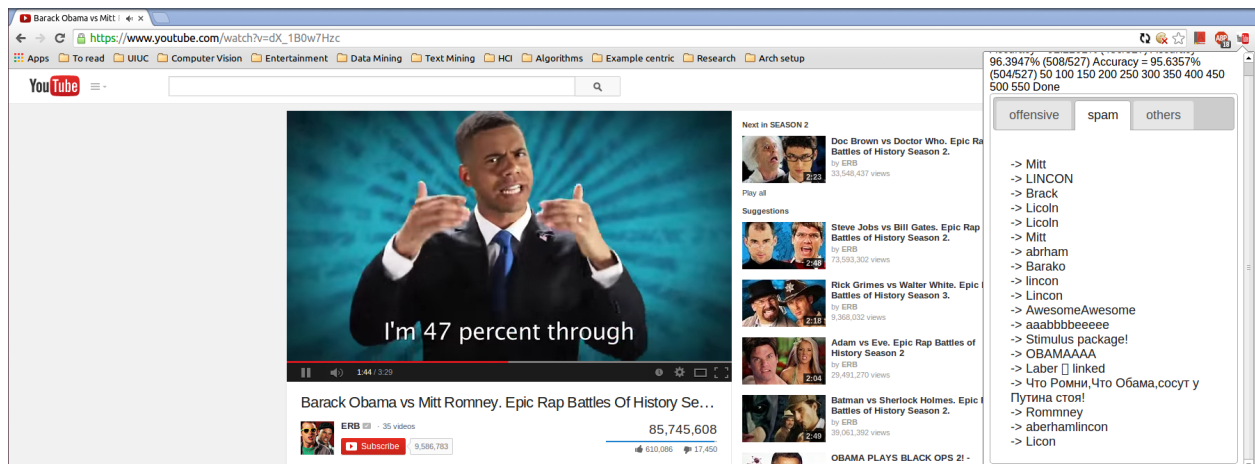 Barack Obama vs Mitt
https://www.youtube.com/watch?v=dX_1B0w7Hzc
Apps To read UIUC Computer Vision Entertainment Data Mining Text Mining HCI Algorithms Example centric Research Arch setup
ABP
18
YouTube
I'm 47 percent through
1:44 / 3:29
Barack Obama vs Mitt Romney. Epic Rap Battles Of History Se...
ERB · 35 videos
Subscribe 9,586,783
85,745,608
610,086 17,450
Next in SEASON 2
Doc Brown vs Doctor Who. Epic Ra
Battles of History Season 2.
by ERB
33,548,437 views
2:23
Play all
Suggestions
Steve Jobs vs Bill Gates. Epic Rap
Battles of History Season 2.
by ERB
73,593,302 views
2:48
Rick Grimes vs Walter White. Epic
Battles of History Season 3.
by ERB
9,368,032 views
2:18
Adam vs Eve. Epic Rap Battles of
History Season 2
by ERB
29,491,270 views
2:04
Batman vs Sherlock Holmes. Epic
Battles of History Season 2.
by ERB
39,061,392 views
2:49
OBAMA PLAYS BLACK OPS 2! -
96.3947% (508/527) Accuracy = 95.6357%
(504/527) 50 100 150 200 250 300 350 400 450
500 550 Done
offensive spam others
-> Mitt
-> LINCON
-> Brack
-> Licoln
-> Licoln
-> Mitt
-> abrham
-> Barako
-> lincon
-> Lincon
-> AwesomeAwesome
-> aaabbbbeeeee
-> Stimulus package!
-> OBAMAAAA
-> Laber ▯ linked
-> Что Ромни,Что Обама,сосут у
Путина стоя!
-> Rommney
-> aberhamlincon
-> Licon